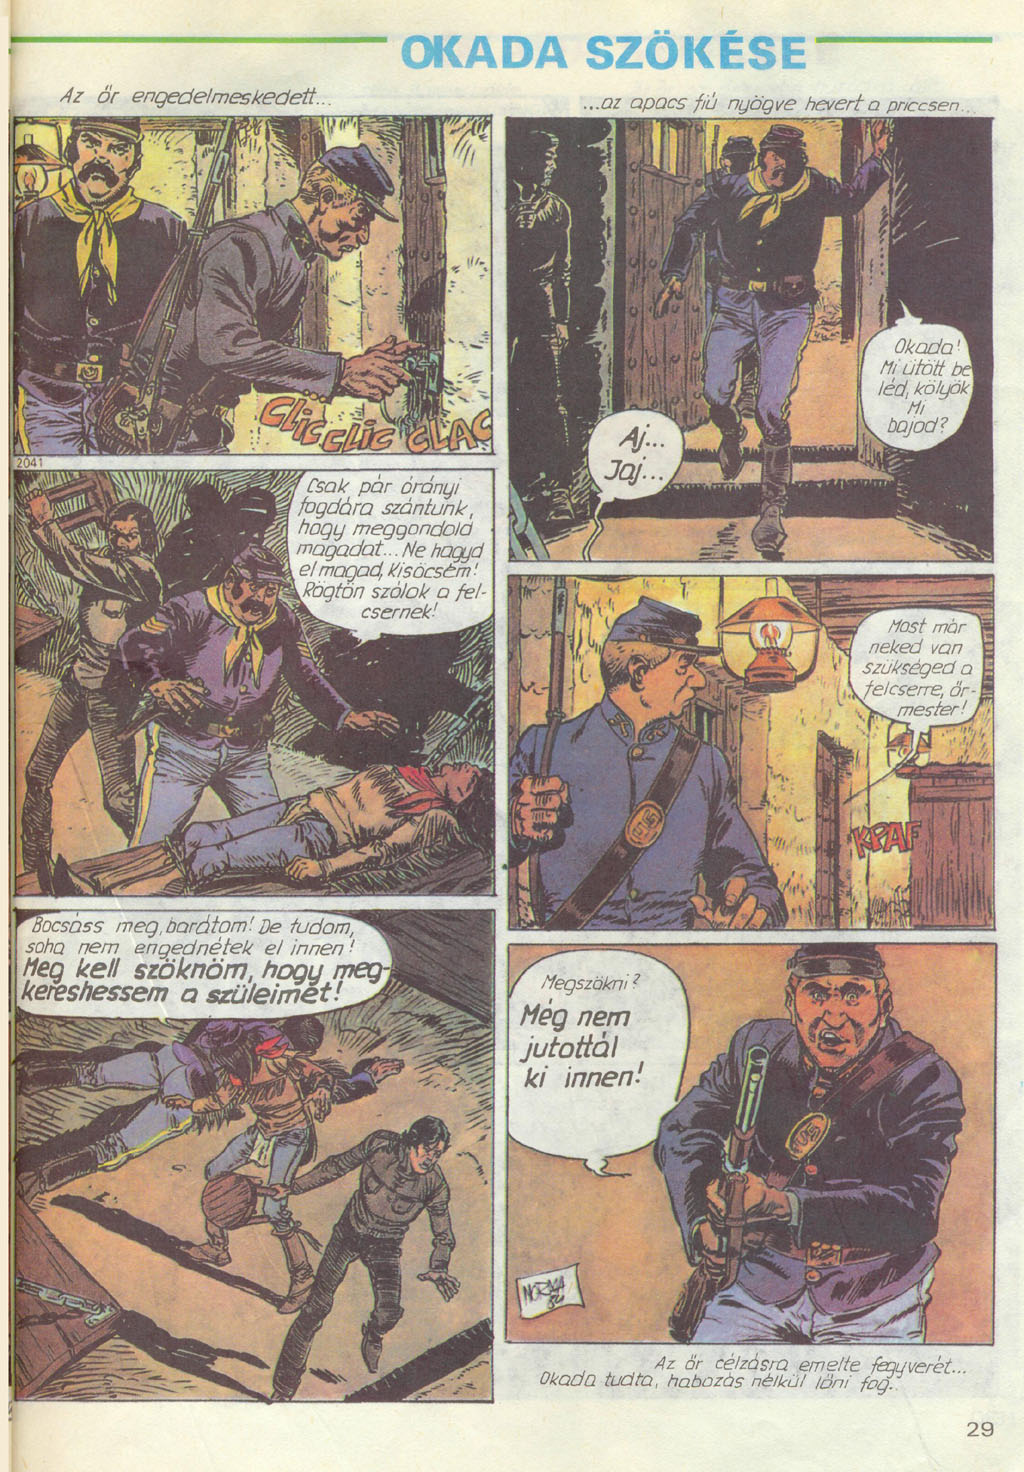 OKADA SZÖKÉSE
Az őr engedelmeskedett...
CLIC CLIC CLAC
2041
...az apacs fiú nyögve hevert a priccsen...
Okada!
Mi ütött be
léd, kölyök
Mi
bajod?
Aj...
Jaj...
Csak pár órányi
fogdára szántunk,
hogy meggondold
magadat... Ne hagyd
el magad, kisöcsém!
Rögtön szólok a fel-
csernek!
Most már
neked van
szükséged a
felcserre, őr-
mester!
KPAF
Bocsáss meg, barátom! De tudom,
soha nem engednétek el innen!
Meg kell szöknöm, hogy meg-
kereshessem a szüleimet!
Megszökni?
Még nem
jutottál
ki innen!
NORMA
84
Az őr célzásra emelte fegyverét...
Okada tudta, habozás nélkül lőni fog.
29